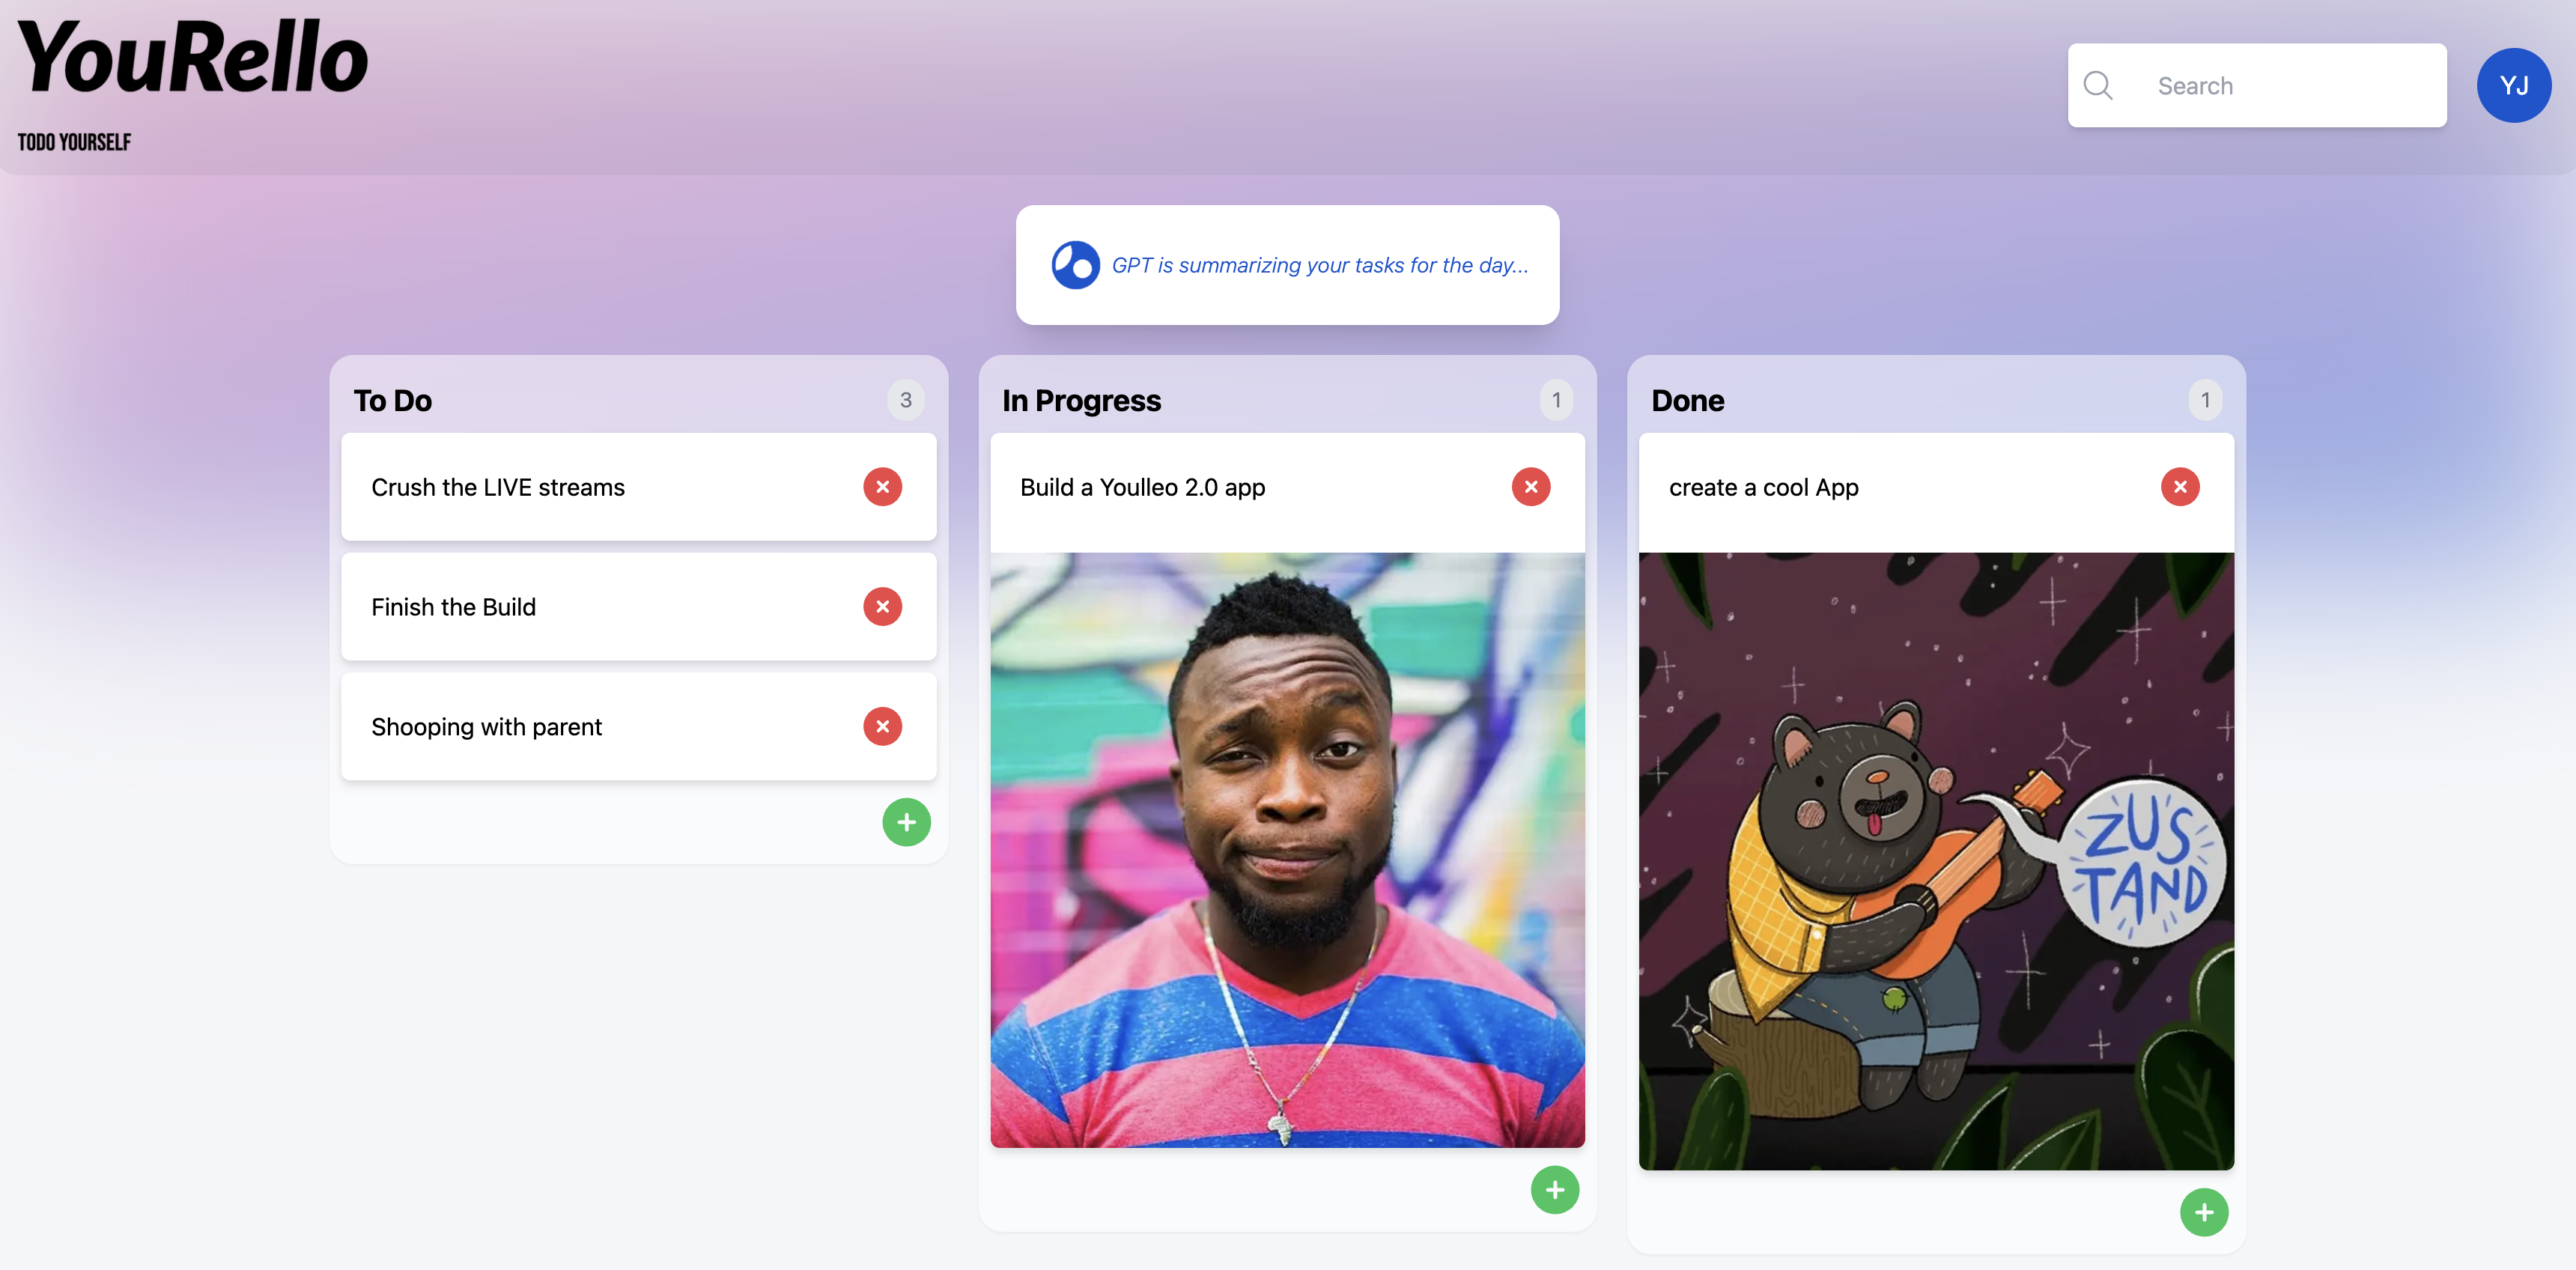 YouRello
TODO YOURSELF
Search
YJ
GPT is summarizing your tasks for the day...
To Do
3
Crush the LIVE streams
Finish the Build
Shooping with parent
In Progress
1
Build a Youlleo 2.0 app
Done
1
create a cool App
ZUS
TAND